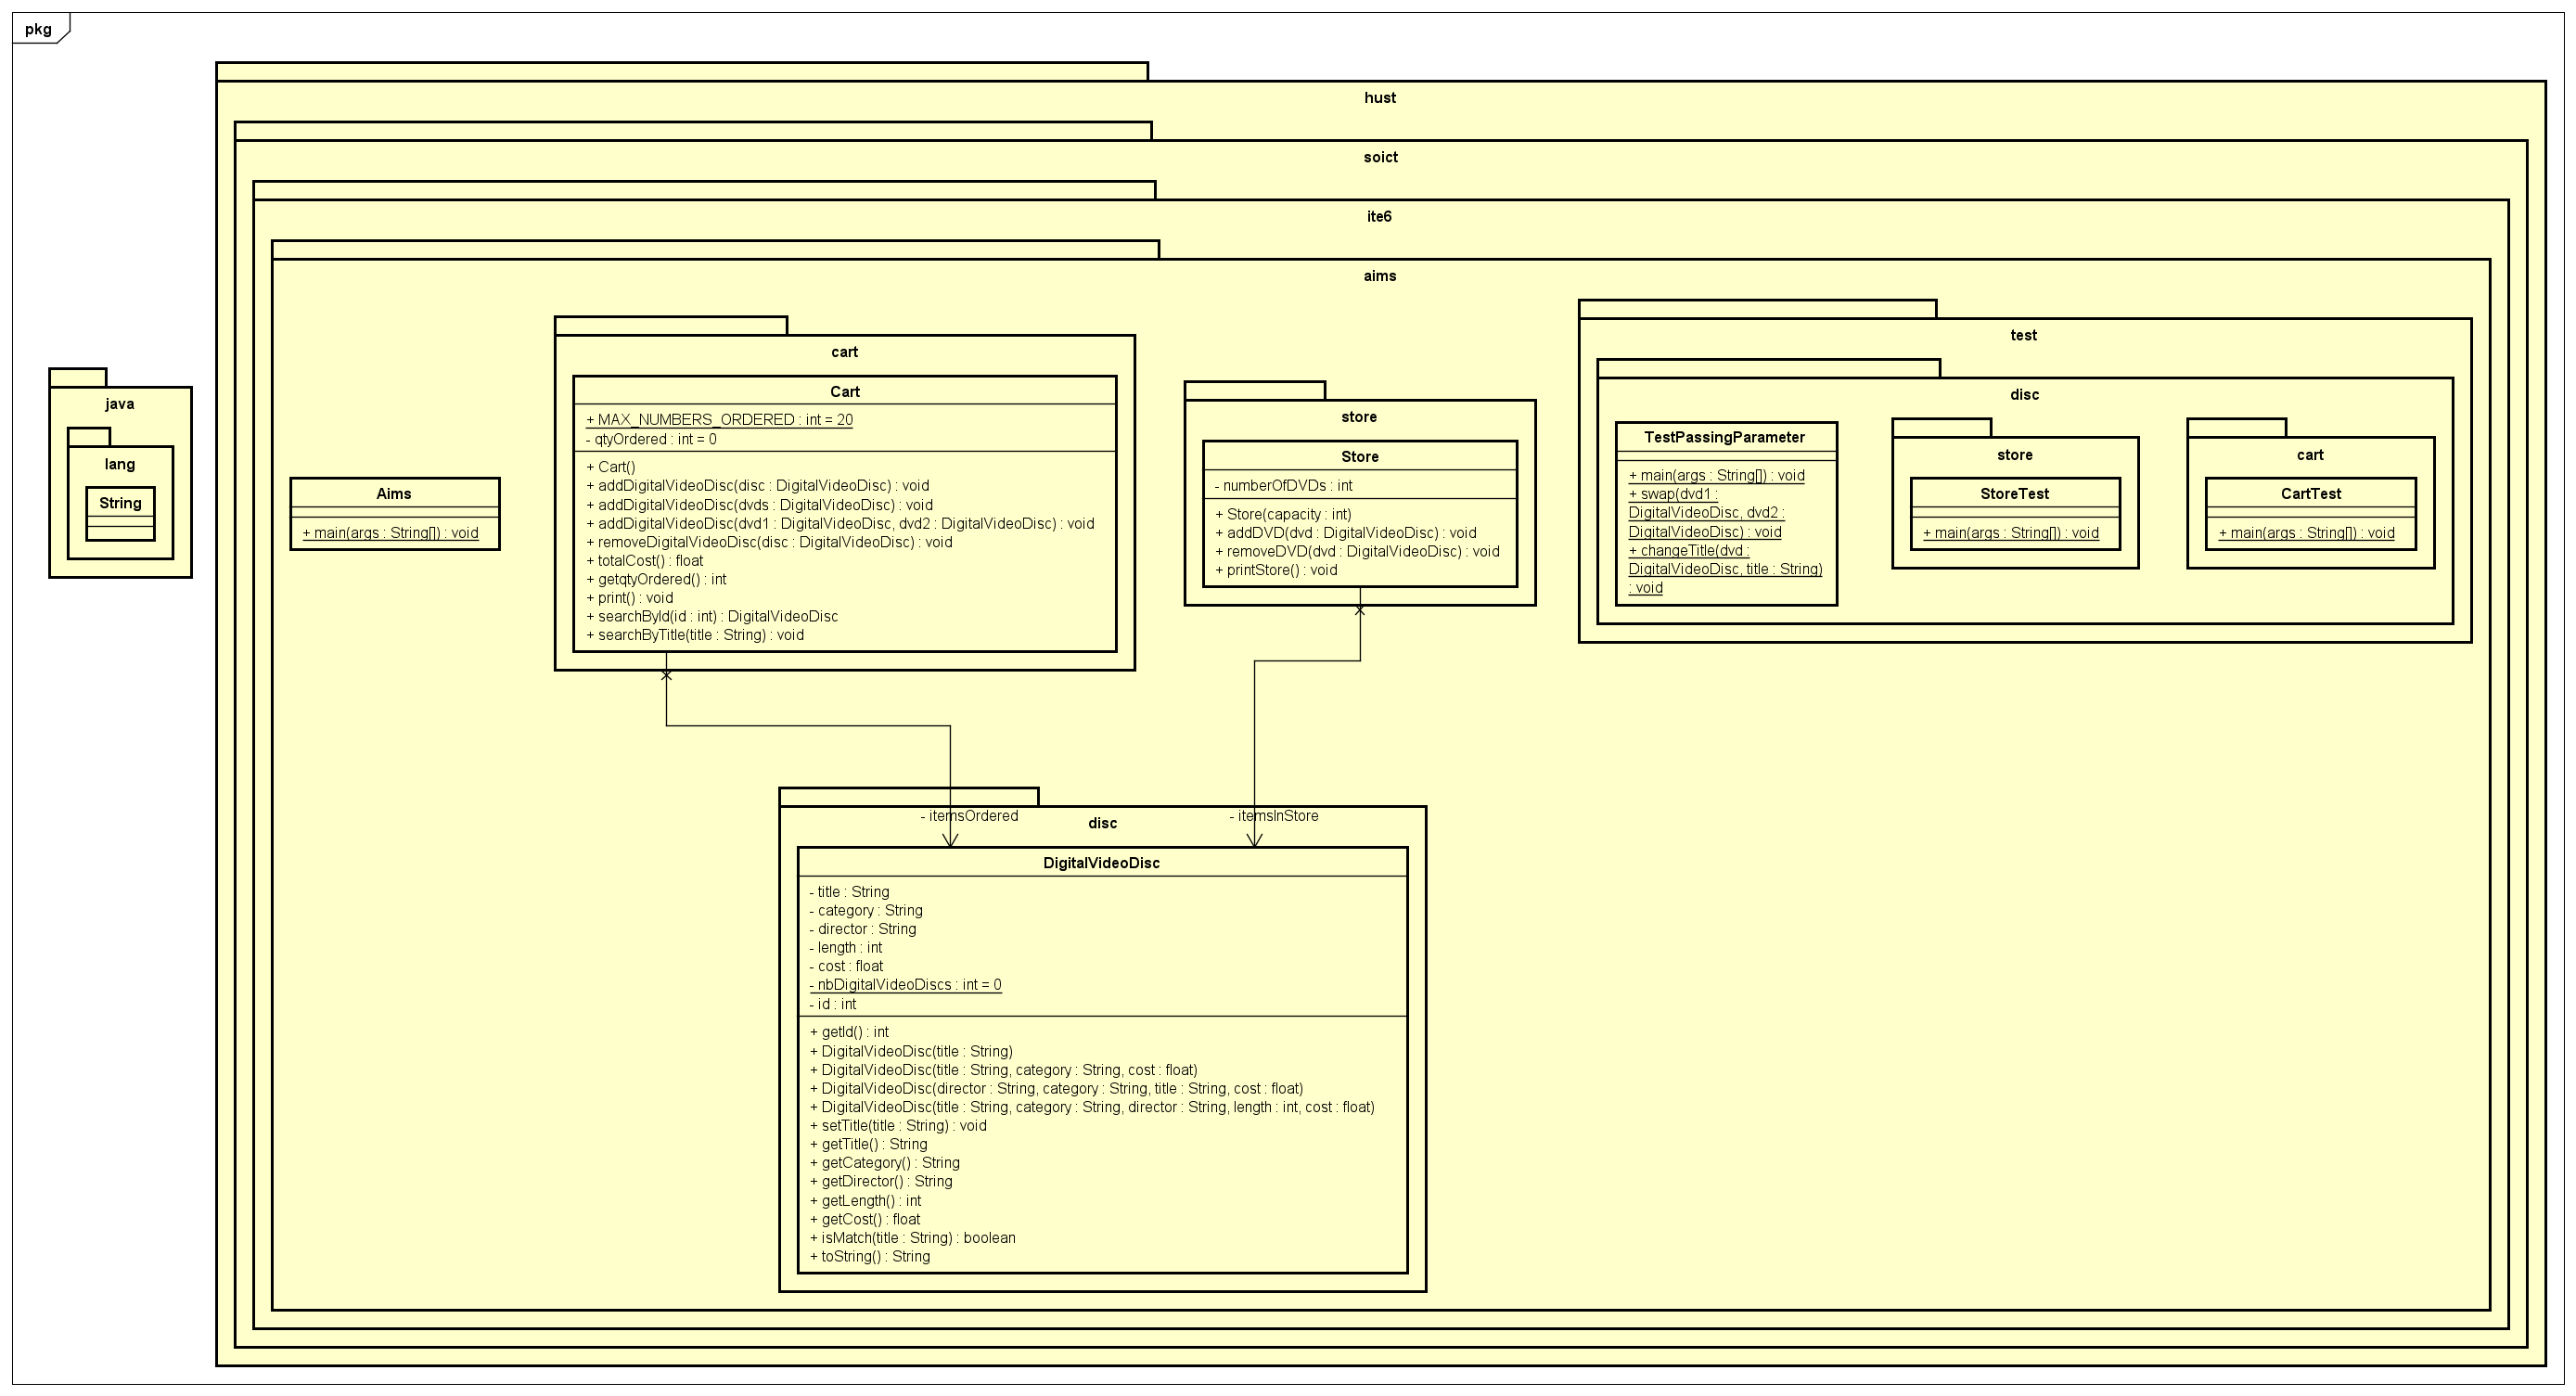 pkg
hust
soict
ite6
aims
java
lang
String
Aims
+ main(args : String[]) : void
cart
Cart
+ MAX_NUMBERS_ORDERED : int = 20
- qtyOrdered : int = 0
+ Cart()
+ addDigitalVideoDisc(disc : DigitalVideoDisc) : void
+ addDigitalVideoDisc(dvds : DigitalVideoDisc) : void
+ addDigitalVideoDisc(dvd1 : DigitalVideoDisc, dvd2 : DigitalVideoDisc) : void
+ removeDigitalVideoDisc(disc : DigitalVideoDisc) : void
+ totalCost() : float
+ getqtyOrdered() : int
+ print() : void
+ searchById(id : int) : DigitalVideoDisc
+ searchByTitle(title : String) : void
store
Store
- numberOfDVDs : int
+ Store(capacity : int)
+ addDVD(dvd : DigitalVideoDisc) : void
+ removeDVD(dvd : DigitalVideoDisc) : void
+ printStore() : void
test
disc
TestPassingParameter
+ main(args : String[]) : void
+ swap(dvd1 :
DigitalVideoDisc, dvd2 :
DigitalVideoDisc) : void
+ changeTitle(dvd :
DigitalVideoDisc, title : String)
: void
store
StoreTest
+ main(args : String[]) : void
cart
CartTest
+ main(args : String[]) : void
- itemsOrdered
- itemsInStore
disc
DigitalVideoDisc
- title : String
- category : String
- director : String
- length : int
- cost : float
- nbDigitalVideoDiscs : int = 0
- id : int
+ getId() : int
+ DigitalVideoDisc(title : String)
+ DigitalVideoDisc(title : String, category : String, cost : float)
+ DigitalVideoDisc(director : String, category : String, title : String, cost : float)
+ DigitalVideoDisc(title : String, category : String, director : String, length : int, cost : float)
+ setTitle(title : String) : void
+ getTitle() : String
+ getCategory() : String
+ getDirector() : String
+ getLength() : int
+ getCost() : float
+ isMatch(title : String) : boolean
+ toString() : String